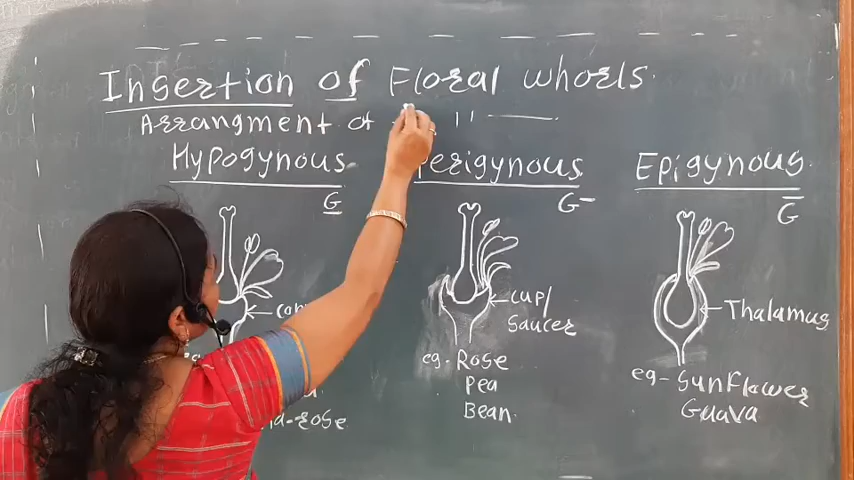 Insertion of Floral whorls.
Arrangment of " —
Hypogynous Perigynous Epigynous.
G G- G̅
cup/
Saucer
Thalamus
eg- Rose
Pea
Bean
eg- Sunflower
Guava
-rose